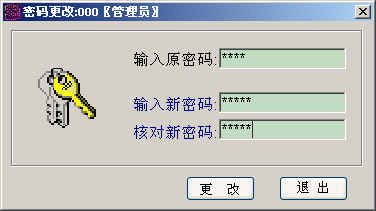 密码更改:000〖管理员〗
输入原密码: ****
输入新密码: *****
核对新密码: *****
更 改 退 出